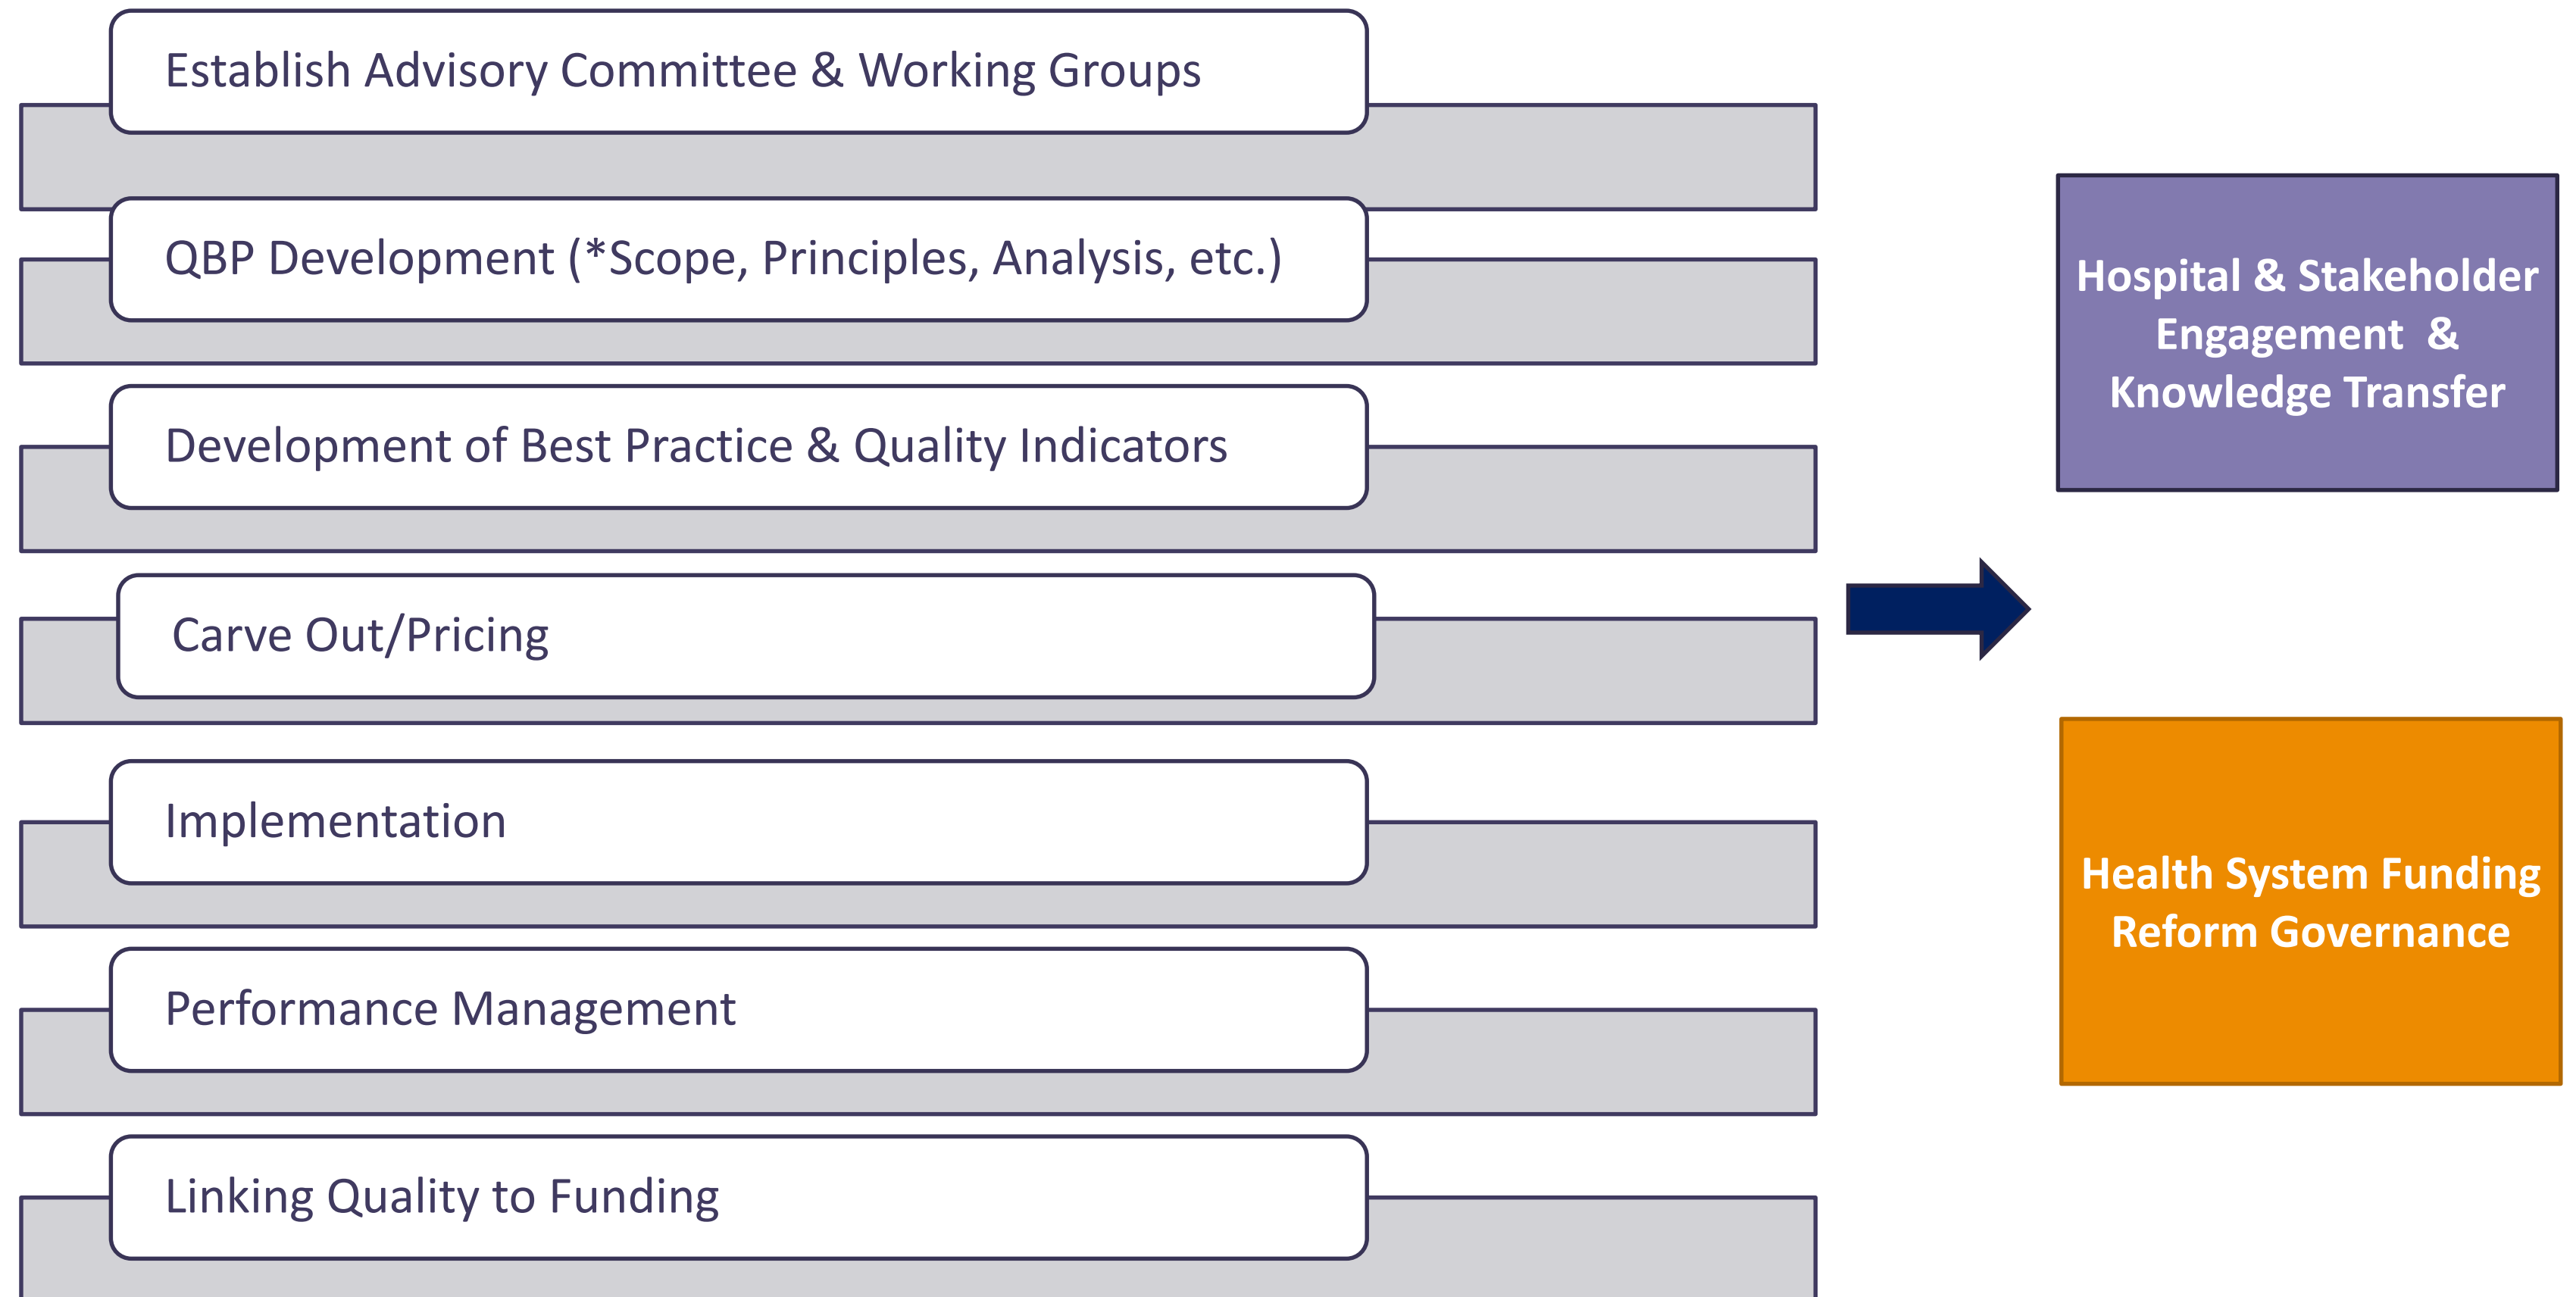 Establish Advisory Committee & Working Groups
QBP Development (*Scope, Principles, Analysis, etc.)
Development of Best Practice & Quality Indicators
Carve Out/Pricing
Implementation
Performance Management
Linking Quality to Funding
Hospital & Stakeholder
Engagement &
Knowledge Transfer
Health System Funding
Reform Governance